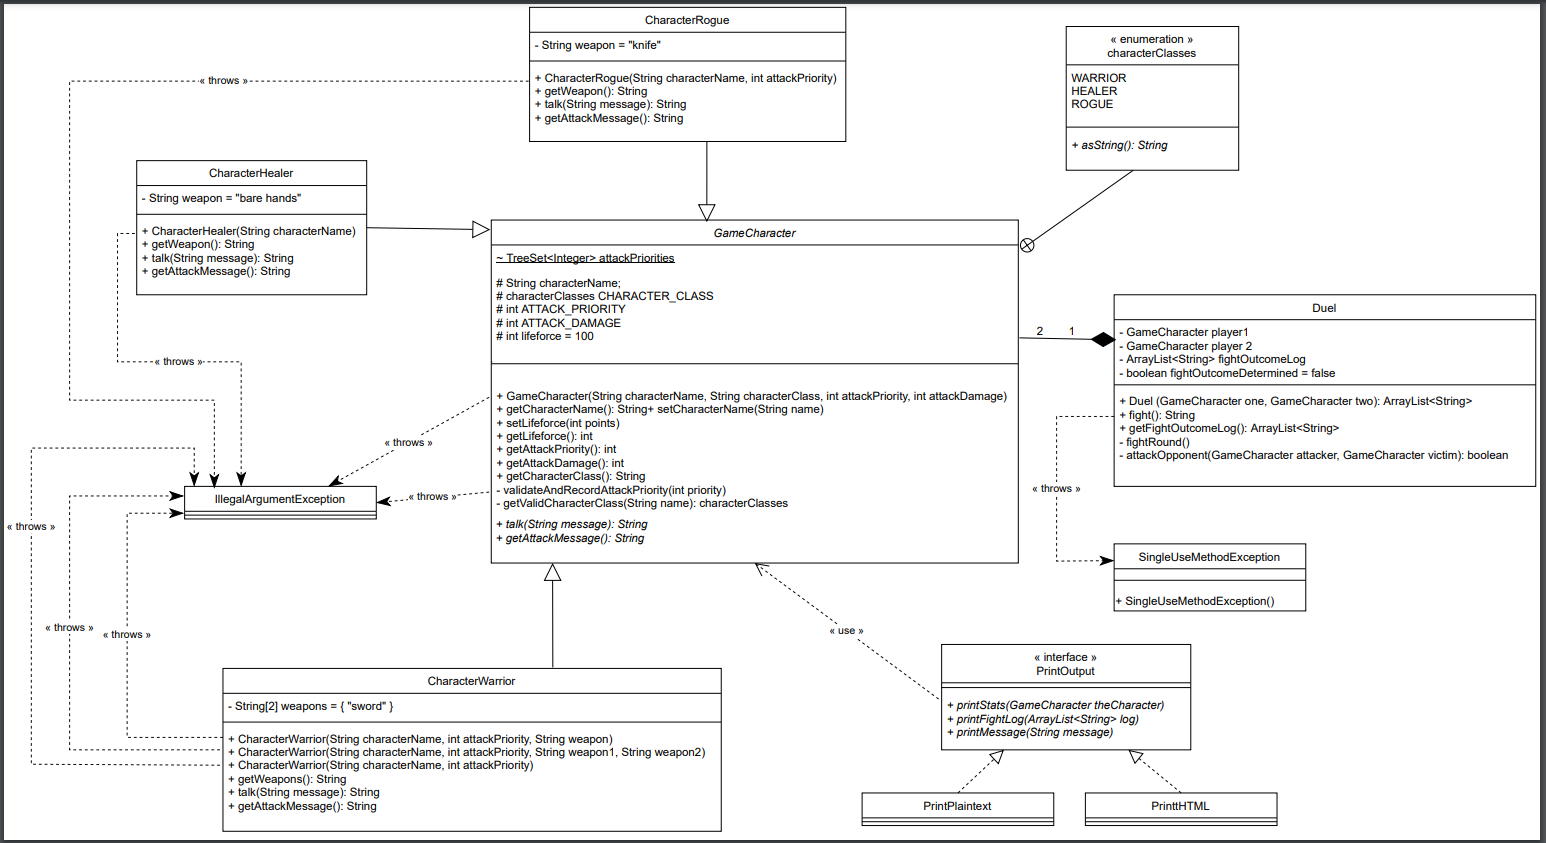 CharacterRogue
- String weapon = "knife"
+ CharacterRogue(String characterName, int attackPriority)
+ getWeapon(): String
+ talk(String message): String
+ getAttackMessage(): String
« enumeration »
characterClasses
WARRIOR
HEALER
ROGUE
+ asString(): String
« throws »
CharacterHealer
- String weapon = "bare hands"
+ CharacterHealer(String characterName)
+ getWeapon(): String
+ talk(String message): String
+ getAttackMessage(): String
« throws »
GameCharacter
~ TreeSet<Integer> attackPriorities
# String characterName;
# characterClasses CHARACTER_CLASS
# int ATTACK_PRIORITY
# int ATTACK_DAMAGE
# int lifeforce = 100
+ GameCharacter(String characterName, String characterClass, int attackPriority, int attackDamage)
+ getCharacterName(): String+ setCharacterName(String name)
+ setLifeforce(int points)
+ getLifeforce(): int
+ getAttackPriority(): int
+ getAttackDamage(): int
+ getCharacterClass(): String
- validateAndRecordAttackPriority(int priority)
- getValidCharacterClass(String name): characterClasses
+ talk(String message): String
+ getAttackMessage(): String
2 1
Duel
- GameCharacter player1
- GameCharacter player 2
- ArrayList<String> fightOutcomeLog
- boolean fightOutcomeDetermined = false
+ Duel (GameCharacter one, GameCharacter two): ArrayList<String>
+ fight(): String
+ getFightOutcomeLog(): ArrayList<String>
- fightRound()
- attackOpponent(GameCharacter attacker, GameCharacter victim): boolean
« throws »
« throws »
« throws »
IllegalArgumentException
« throws »
« throws »
« throws »
SingleUseMethodException
+ SingleUseMethodException()
« use »
« interface »
PrintOutput
+ printStats(GameCharacter theCharacter)
+ printFightLog(ArrayList<String> log)
+ printMessage(String message)
CharacterWarrior
- String[2] weapons = { "sword" }
+ CharacterWarrior(String characterName, int attackPriority, String weapon)
+ CharacterWarrior(String characterName, int attackPriority, String weapon1, String weapon2)
+ CharacterWarrior(String characterName, int attackPriority)
+ getWeapons(): String
+ talk(String message): String
+ getAttackMessage(): String
PrintPlaintext
PrinttHTML